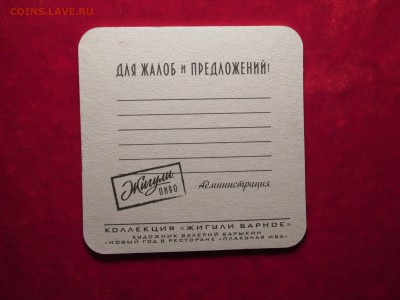 COINS.LAVE.RU
ДЛЯ ЖАЛОБ И ПРЕДЛОЖЕНИЙ!
Жигули
ПИВО
Администрация
КОЛЛЕКЦИЯ «ЖИГУЛИ БАРНОЕ»
ХУДОЖНИК ВАЛЕРИЙ БАРЫКИН
«НОВЫЙ ГОД В РЕСТОРАНЕ «ПЛАКУЧАЯ ИВА»